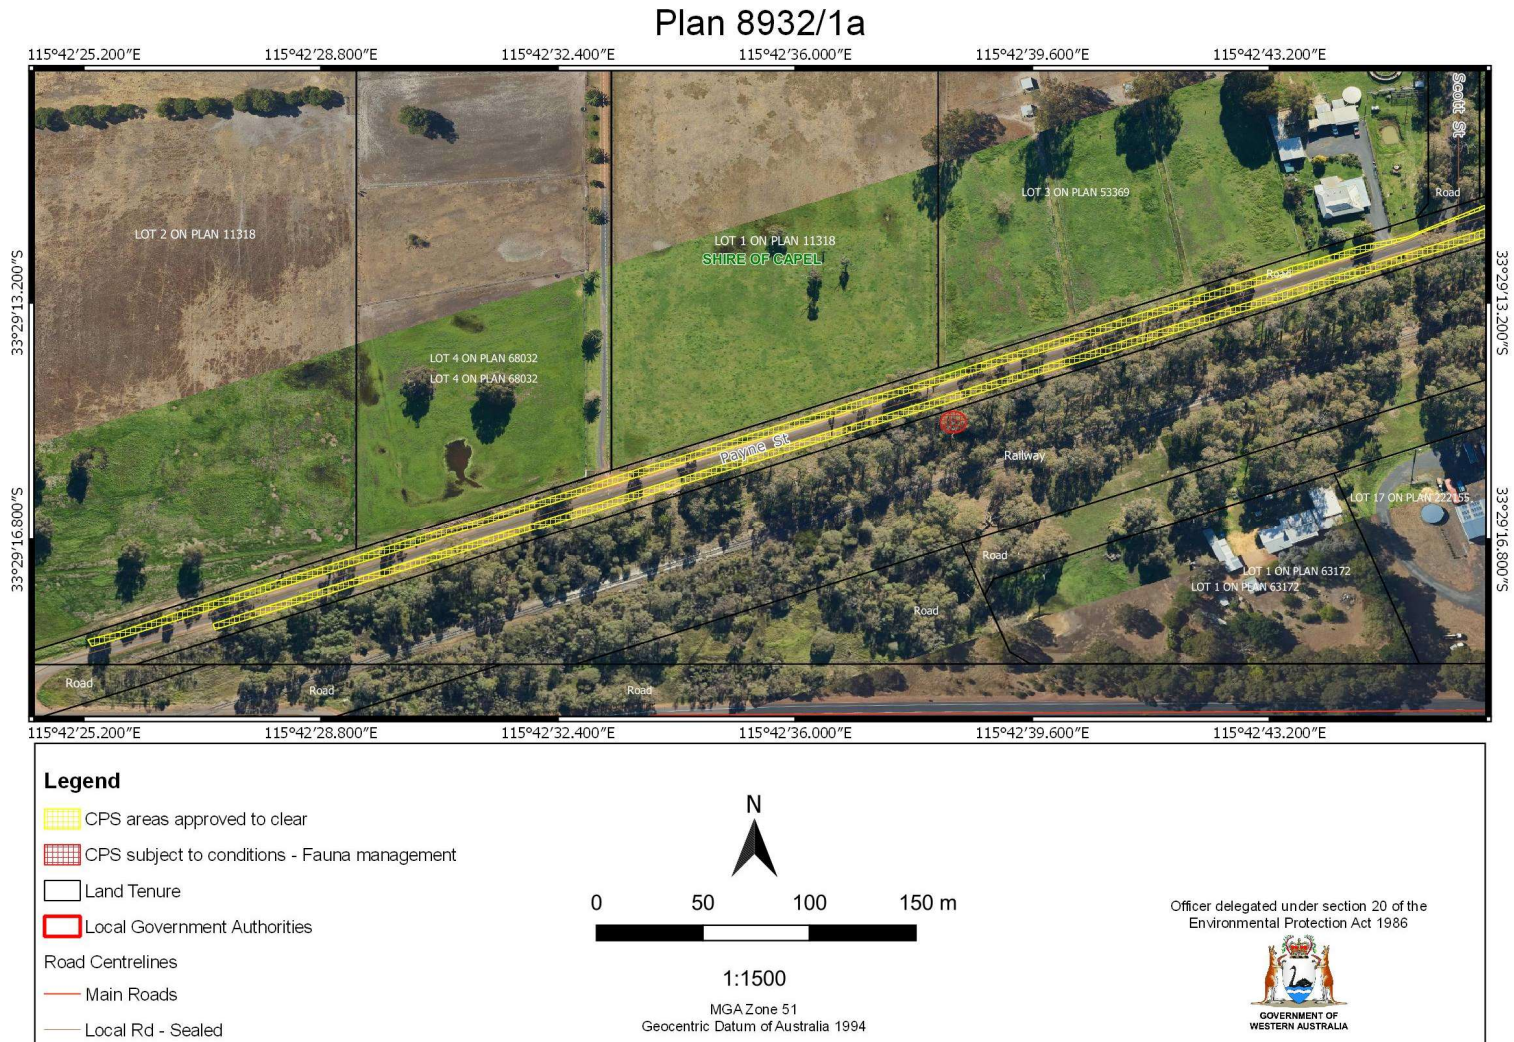 Plan 8932/1a
115°42'25.200"E 115°42'28.800"E 115°42'32.400"E 115°42'36.000"E 115°42'39.600"E 115°42'43.200"E
Scott St
LOT 3 ON PLAN 53369
Road
LOT 2 ON PLAN 11318
LOT 1 ON PLAN 11318
SHIRE OF CAPEL
Road
33°29'13.200"S
33°29'13.200"S
LOT 4 ON PLAN 68032
LOT 4 ON PLAN 68032
Payne St
Railway
LOT 17 ON PLAN 222155
33°29'16.800"S
33°29'16.800"S
Road
LOT 1 ON PLAN 63172
LOT 1 ON PLAN 63172
Road
Road
Road
Road
115°42'25.200"E 115°42'28.800"E 115°42'32.400"E 115°42'36.000"E 115°42'39.600"E 115°42'43.200"E
Legend
CPS areas approved to clear
CPS subject to conditions - Fauna management
Land Tenure
Local Government Authorities
Road Centrelines
Main Roads
Local Rd - Sealed
N
0 50 100 150 m
1:1500
MGA Zone 51
Geocentric Datum of Australia 1994
Officer delegated under section 20 of the
Environmental Protection Act 1986
GOVERNMENT OF
WESTERN AUSTRALIA